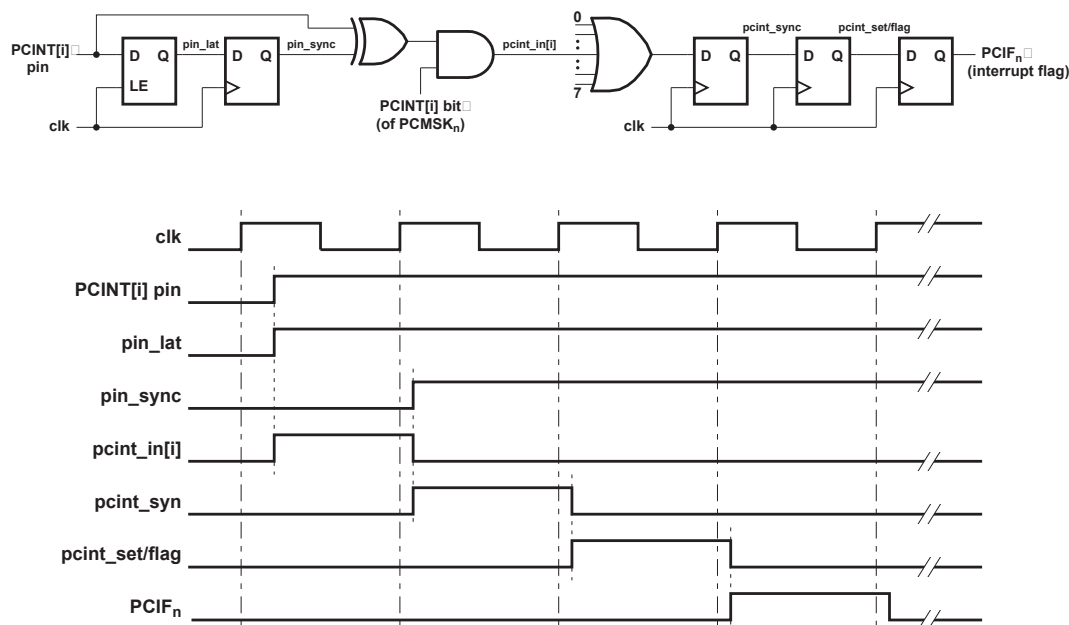 PCINT[i]
pin
pin_lat
pin_sync
pcint_in[i]
0
7
pcint_sync
pcint_set/flag
PCIFn
(interrupt flag)
D Q
LE
D Q
D Q
D Q
D Q
clk
PCINT[i] bit
(of PCMSKn)
clk
clk
PCINT[i] pin
pin_lat
pin_sync
pcint_in[i]
pcint_syn
pcint_set/flag
PCIFn